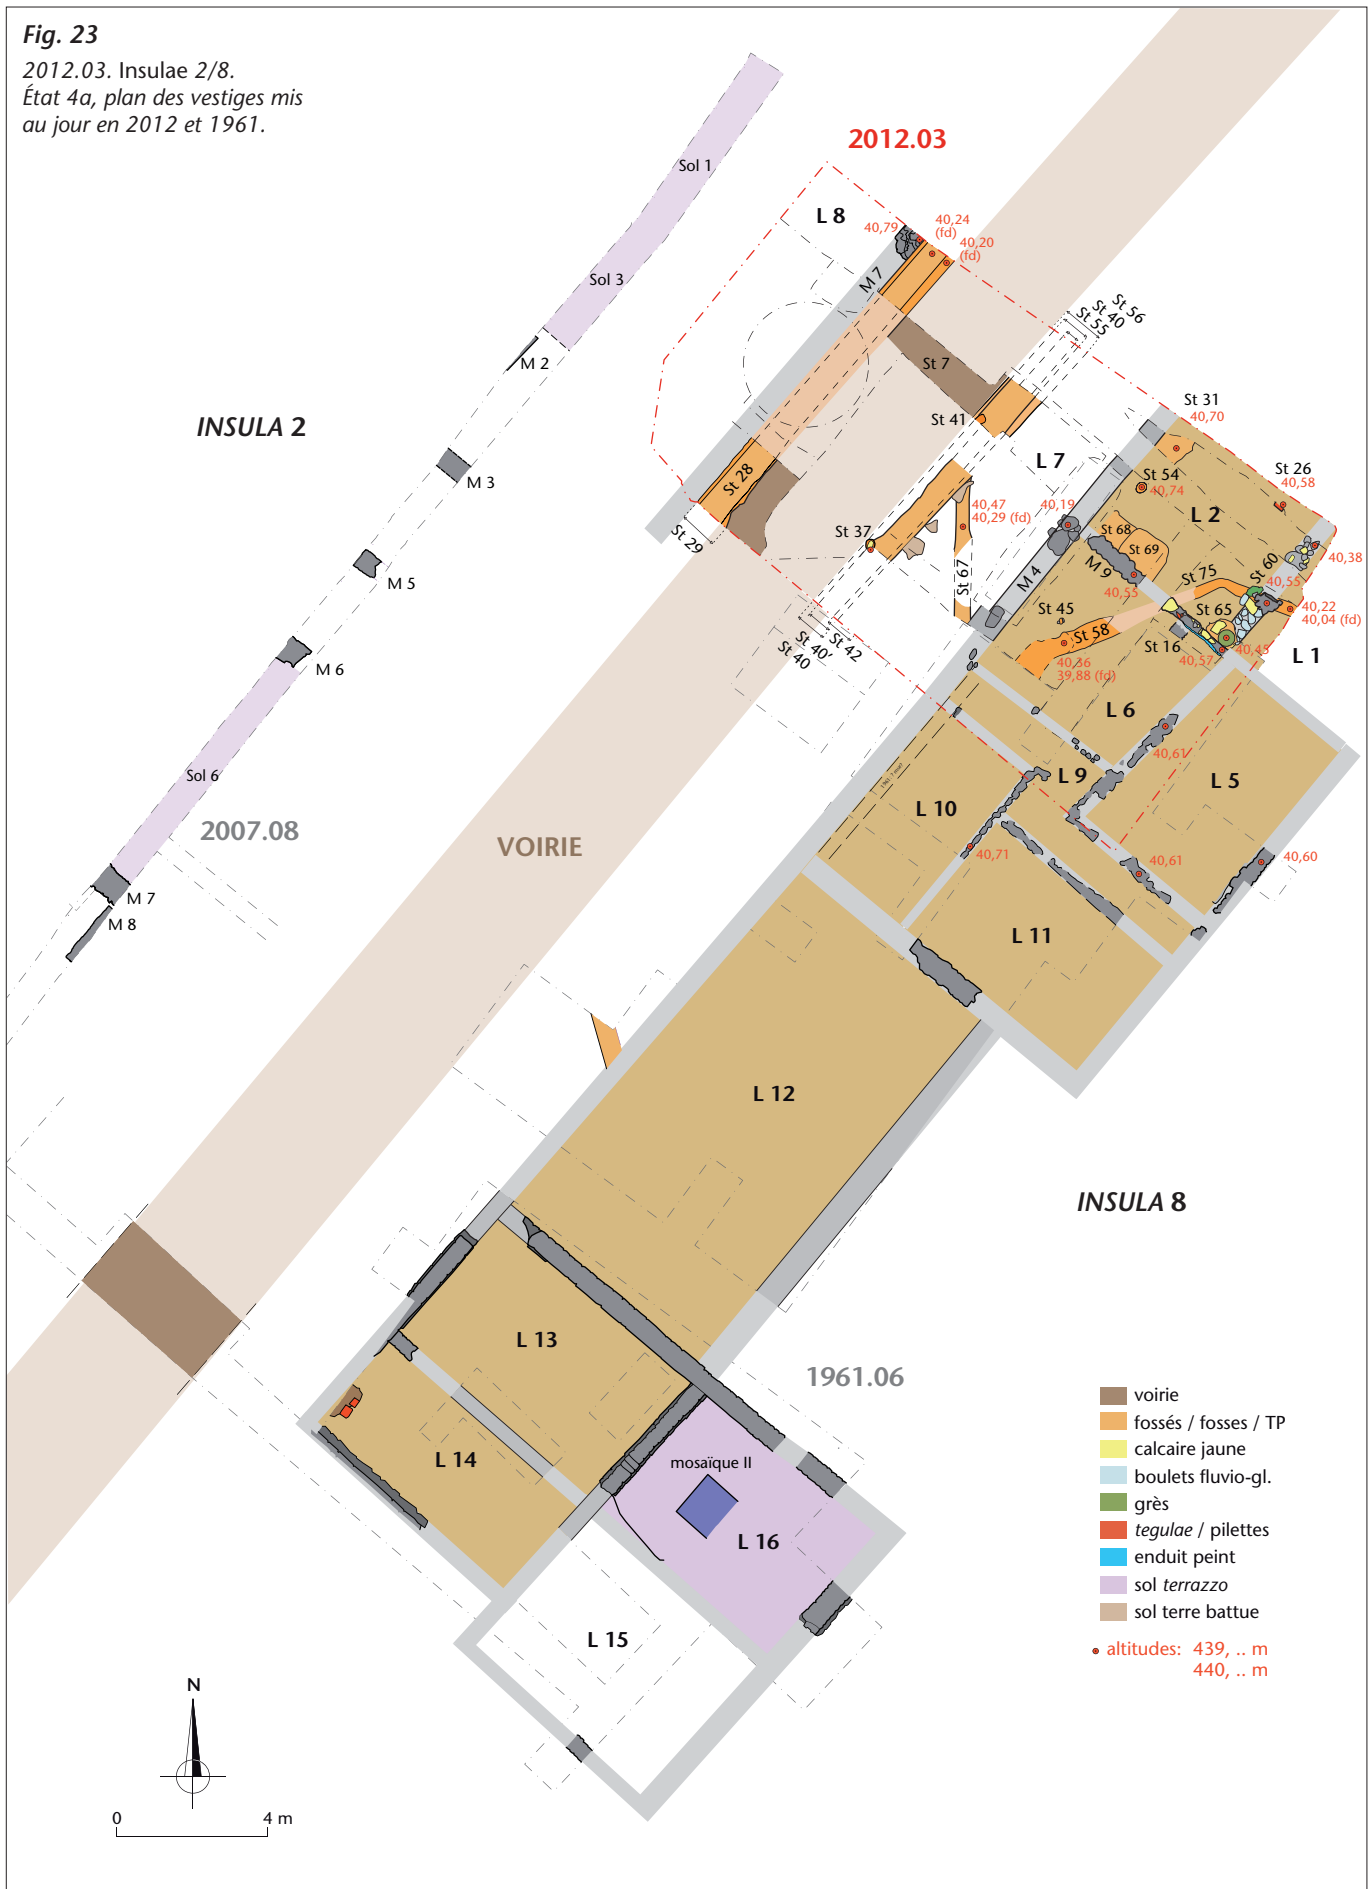 Fig. 23
2012.03. Insulae 2/8.
État 4a, plan des vestiges mis
au jour en 2012 et 1961.
Sol 1
2012.03
L 8
40,79
40,24
(fd)
40,20
(fd)
Sol 3
M 7
St 56
St 40
St 55
M 2
St 7
INSULA 2
St 41
St 31
40,70
L 7
M 3
St 28
St 54
40,74
St 26
40,58
40,47
40,29 (fd)
40,19
L 2
St 29
St 37
St 68
St 69
40,38
M 5
M 9
St 60
St 67
M 4
40,55
St 75
40,55
St 45
St 65
40,22
40,04 (fd)
St 42
St 40'
St 40
St 58
St 16
40,45
L 1
M 6
40,36
39,88 (fd)
40,57
L 6
40,61
Sol 6
L 9
L 5
2007.08
L 10
VOIRIE
40,71
40,61
40,60
M 7
M 8
L 11
L 12
INSULA 8
L 13
1961.06
L 14
mosaïque II
L 16
L 15
voirie
fossés / fosses / TP
calcaire jaune
boulets fluvio-gl.
grès
tegulae / pilettes
enduit peint
sol terrazzo
sol terre battue
altitudes: 439, .. m
440, .. m
N
0 4 m